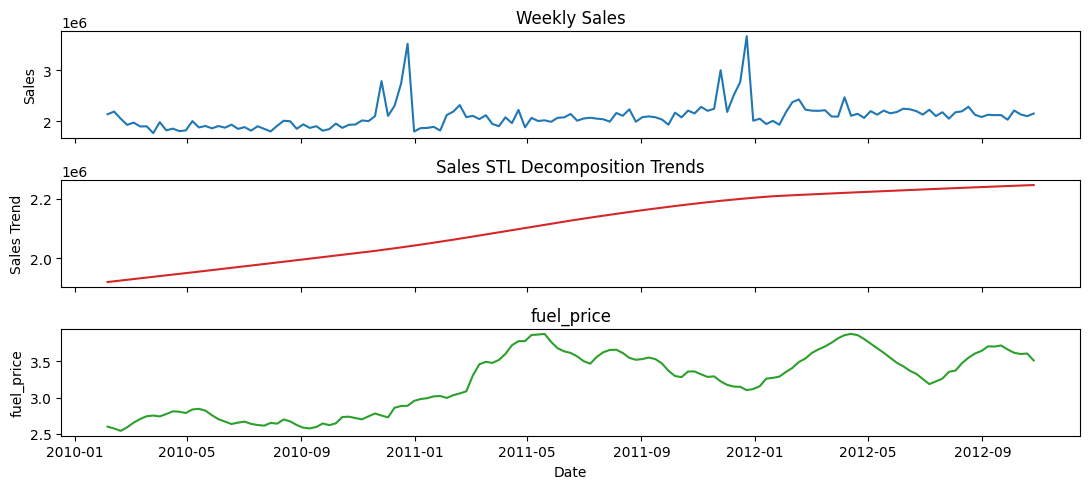 Weekly Sales
1e6
Sales
3
2
Sales STL Decomposition Trends
1e6
Sales Trend
2.2
2.0
fuel_price
fuel_price
3.5
3.0
2.5
2010-01 2010-05 2010-09 2011-01 2011-05 2011-09 2012-01 2012-05 2012-09
Date